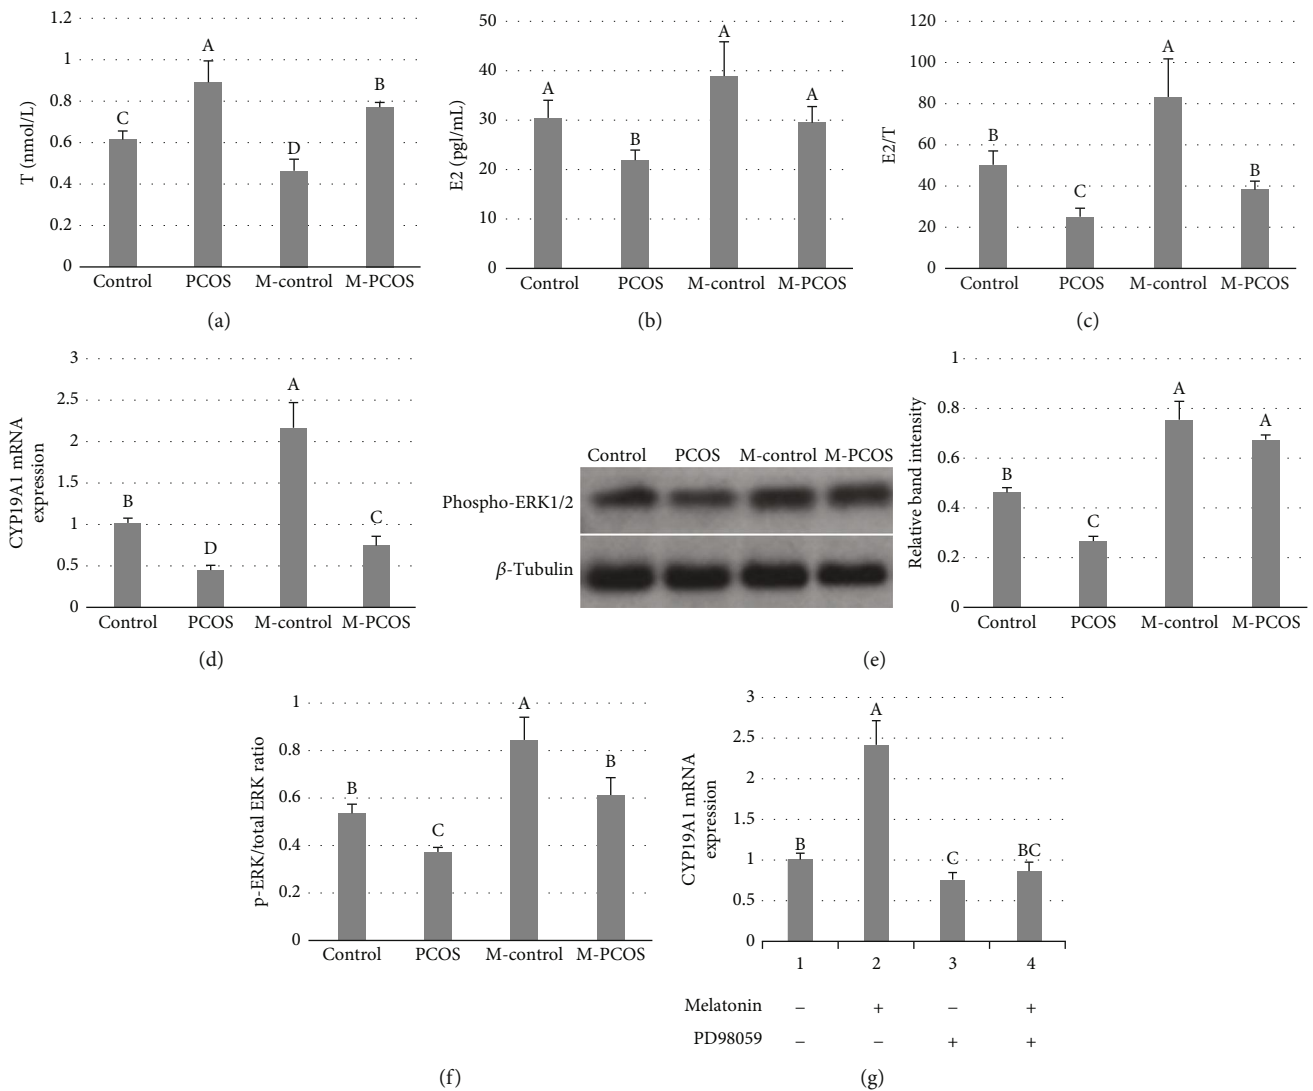 1.2
1
0.8
0.6
0.4
0.2
0
T (nmol/L)
C
A
D
B
Control PCOS M-control M-PCOS
(a)
50
40
30
20
10
0
E2 (pgl/mL)
A
B
A
A
Control PCOS M-control M-PCOS
(b)
120
100
80
60
40
20
0
E2/T
B
C
A
B
Control PCOS M-control M-PCOS
(c)
3
2.5
2
1.5
1
0.5
0
CYP19A1 mRNA
expression
B
D
A
C
Control PCOS M-control M-PCOS
(d)
Control PCOS M-control M-PCOS
Phospho-ERK1/2
β-Tubulin
1
0.8
0.6
0.4
0.2
0
Relative band intensity
B
C
A
A
Control PCOS M-control M-PCOS
(e)
1
0.8
0.6
0.4
0.2
0
p-ERK/total ERK ratio
B
C
A
B
Control PCOS M-control M-PCOS
(f)
3
2.5
2
1.5
1
0.5
0
CYP19A1 mRNA
expression
B
A
C
BC
1 2 3 4
Melatonin − + − +
PD98059 − − + +
(g)